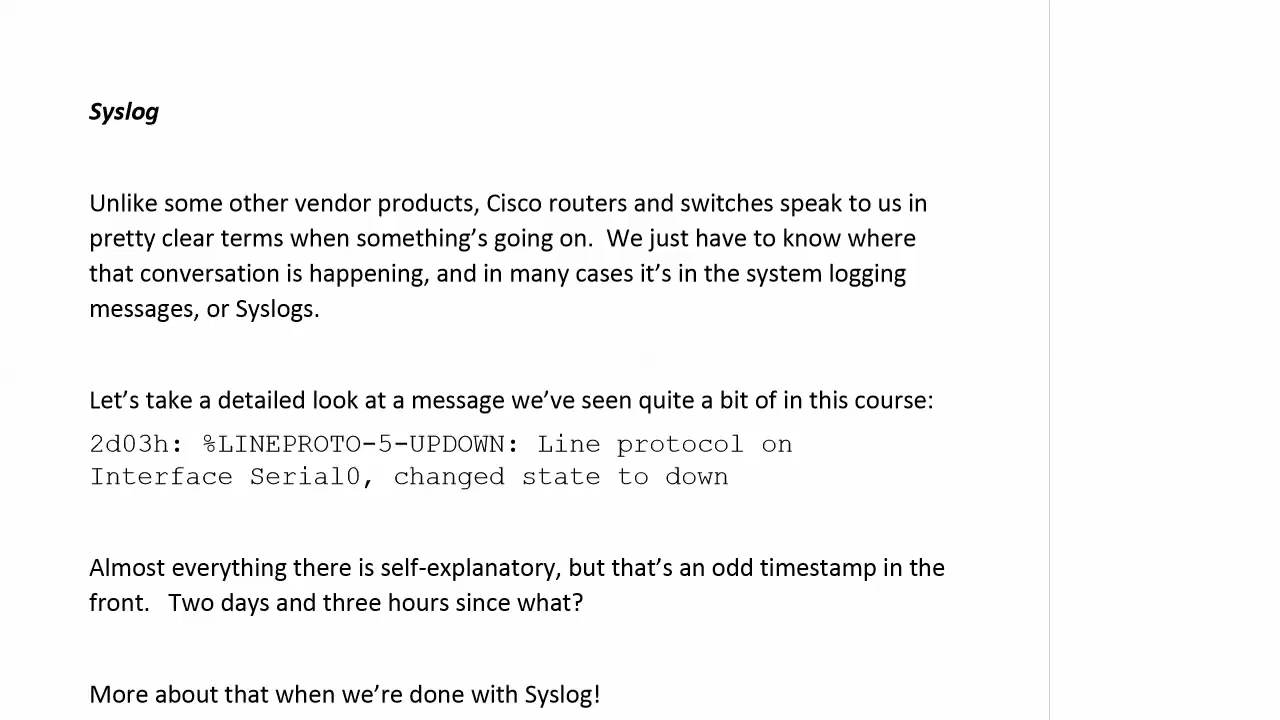 Syslog
Unlike some other vendor products, Cisco routers and switches speak to us in
pretty clear terms when something’s going on.  We just have to know where
that conversation is happening, and in many cases it’s in the system logging
messages, or Syslogs.
Let’s take a detailed look at a message we’ve seen quite a bit of in this course:
2d03h: %LINEPROTO-5-UPDOWN: Line protocol on
Interface Serial0, changed state to down
Almost everything there is self-explanatory, but that’s an odd timestamp in the
front.   Two days and three hours since what?
More about that when we’re done with Syslog!